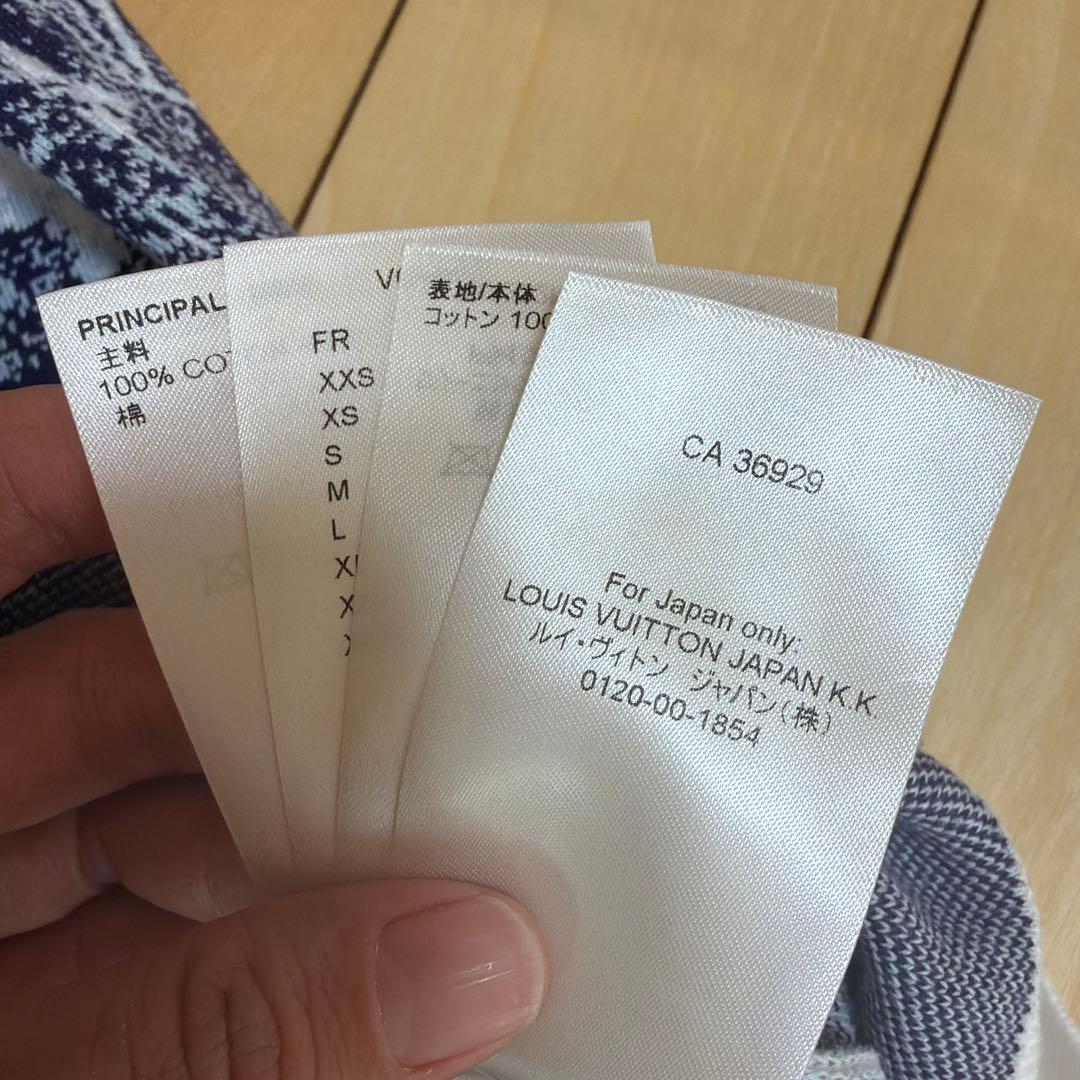 PRINCIPAL
主料
100%
棉
FR
XXS
XS
S
M
L
表地/本体
コットン
CA 36929
For Japan only:
LOUIS VUITTON JAPAN K.K.
ルイ・ヴィトン ジャパン(株)
0120-00-1854